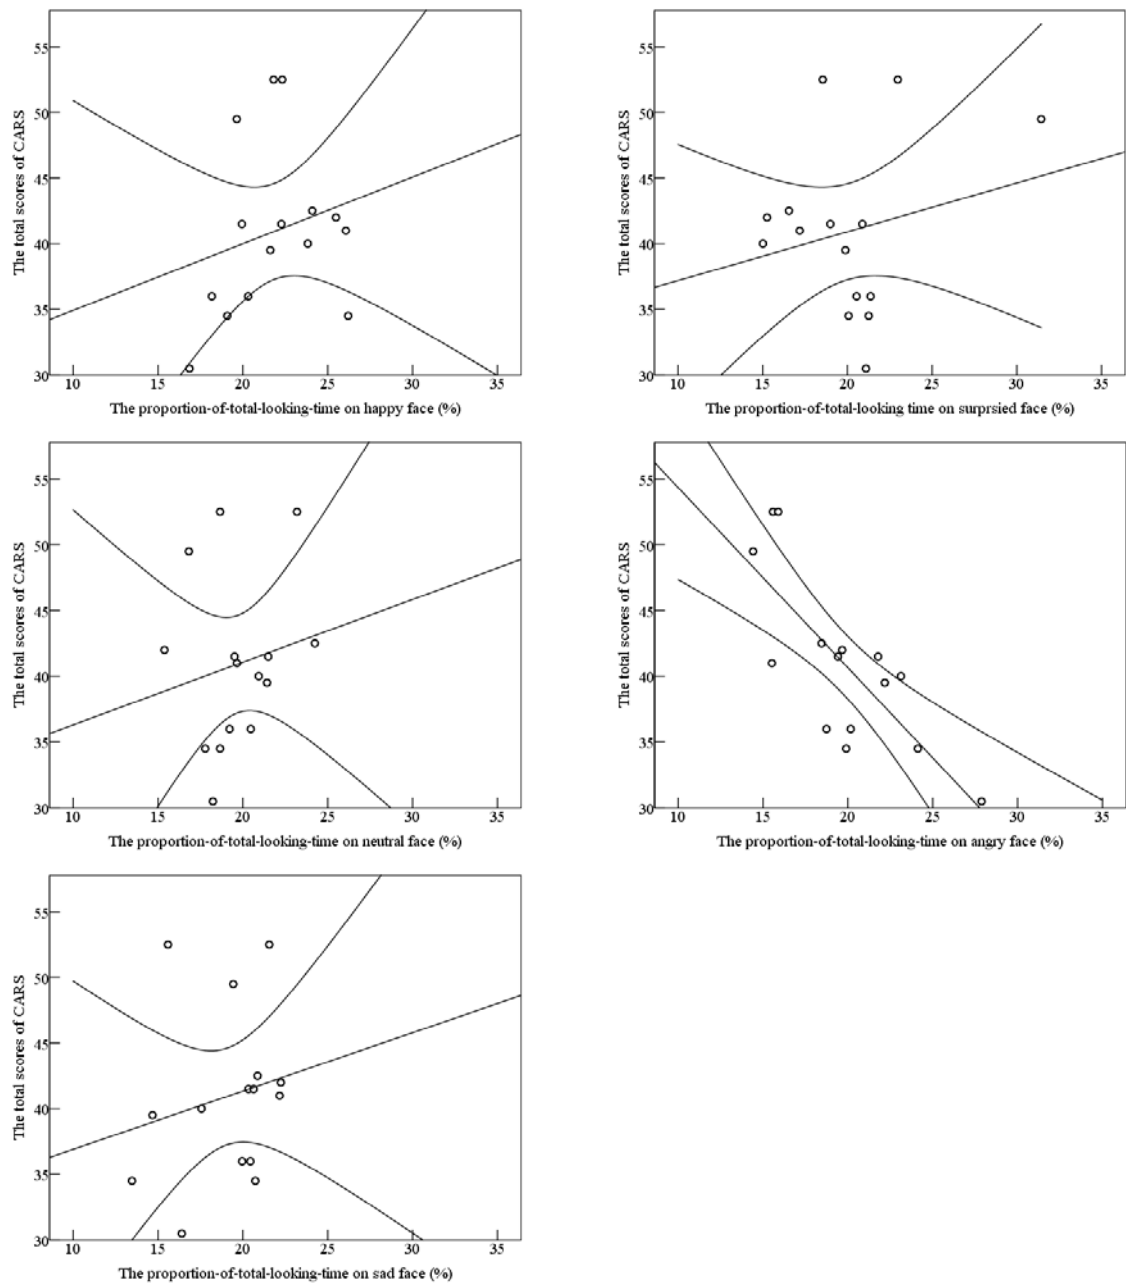 The total scores of CARS
55
50
45
40
35
30
10 15 20 25 30 35
The proportion-of-total-looking-time on happy face (%)
The total scores of CARS
55
50
45
40
35
30
10 15 20 25 30 35
The proportion-of-total-looking time on surprsied face (%)
The total scores of CARS
55
50
45
40
35
30
10 15 20 25 30 35
The proportion-of-total-looking-time on neutral face (%)
The total scores of CARS
55
50
45
40
35
30
10 15 20 25 30 35
The proportion-of-total-looking-time on angry face (%)
The total scores of CARS
55
50
45
40
35
30
10 15 20 25 30 35
The proportion-of-total-looking-time on sad face (%)